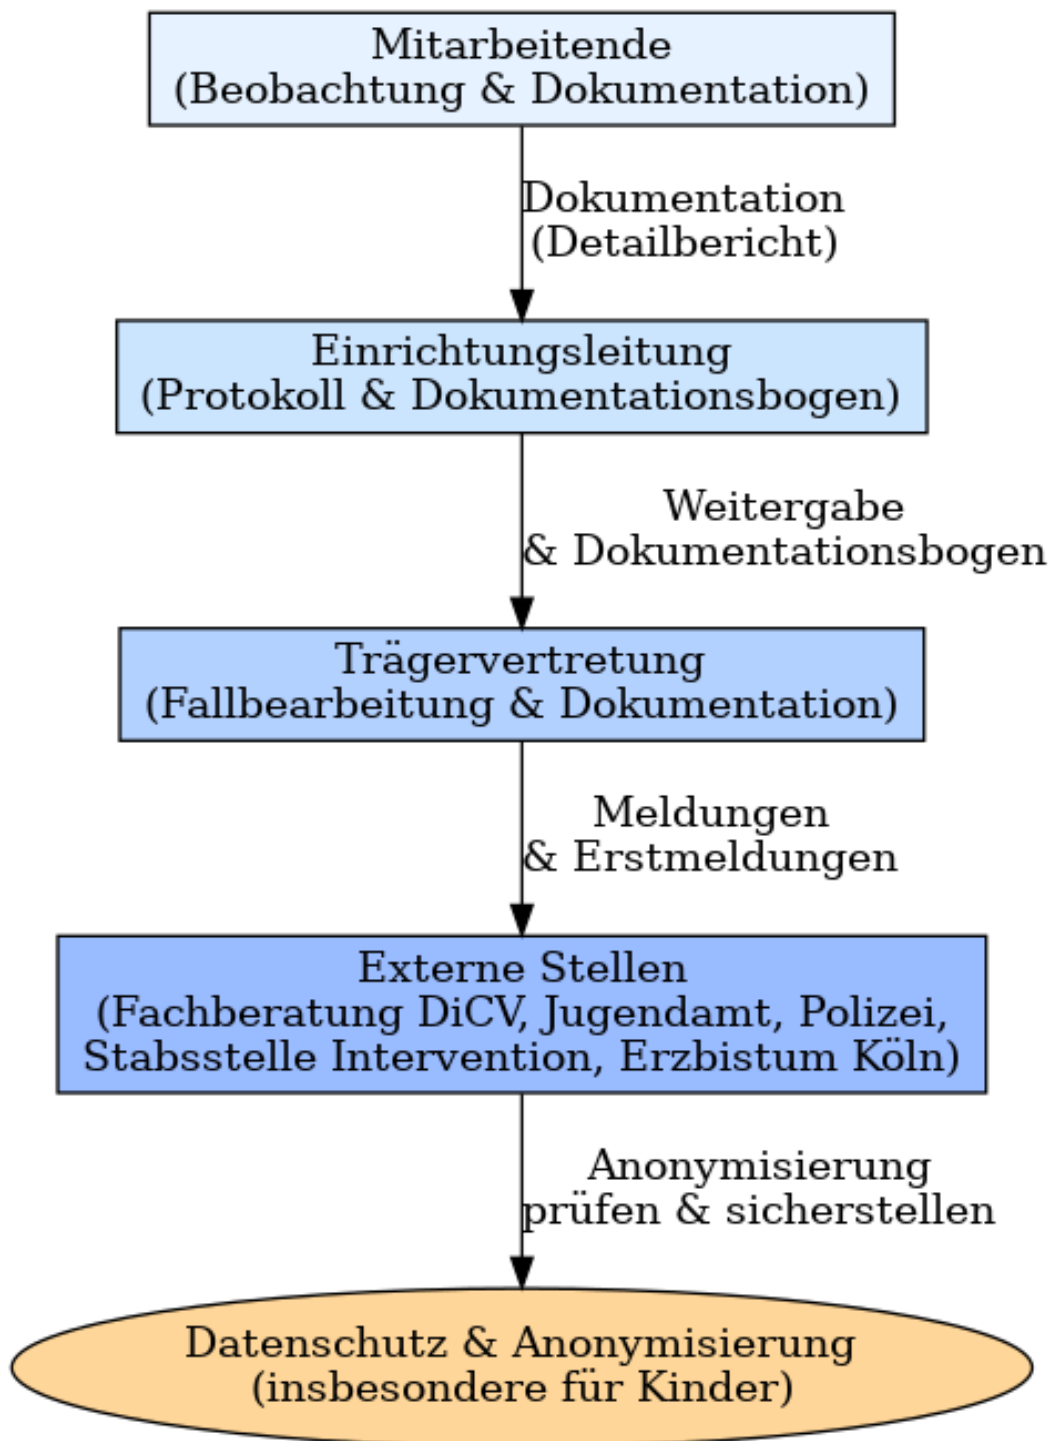 Mitarbeitende
(Beobachtung & Dokumentation)
Dokumentation
(Detailbericht)
Einrichtungsleitung
(Protokoll & Dokumentationsbogen)
Weitergabe
& Dokumentationsbogen
Trägervertretung
(Fallbearbeitung & Dokumentation)
Meldungen
& Erstmeldungen
Externe Stellen
(Fachberatung DiCV, Jugendamt, Polizei,
Stabsstelle Intervention, Erzbistum Köln)
Anonymisierung
prüfen & sicherstellen
Datenschutz & Anonymisierung
(insbesondere für Kinder)